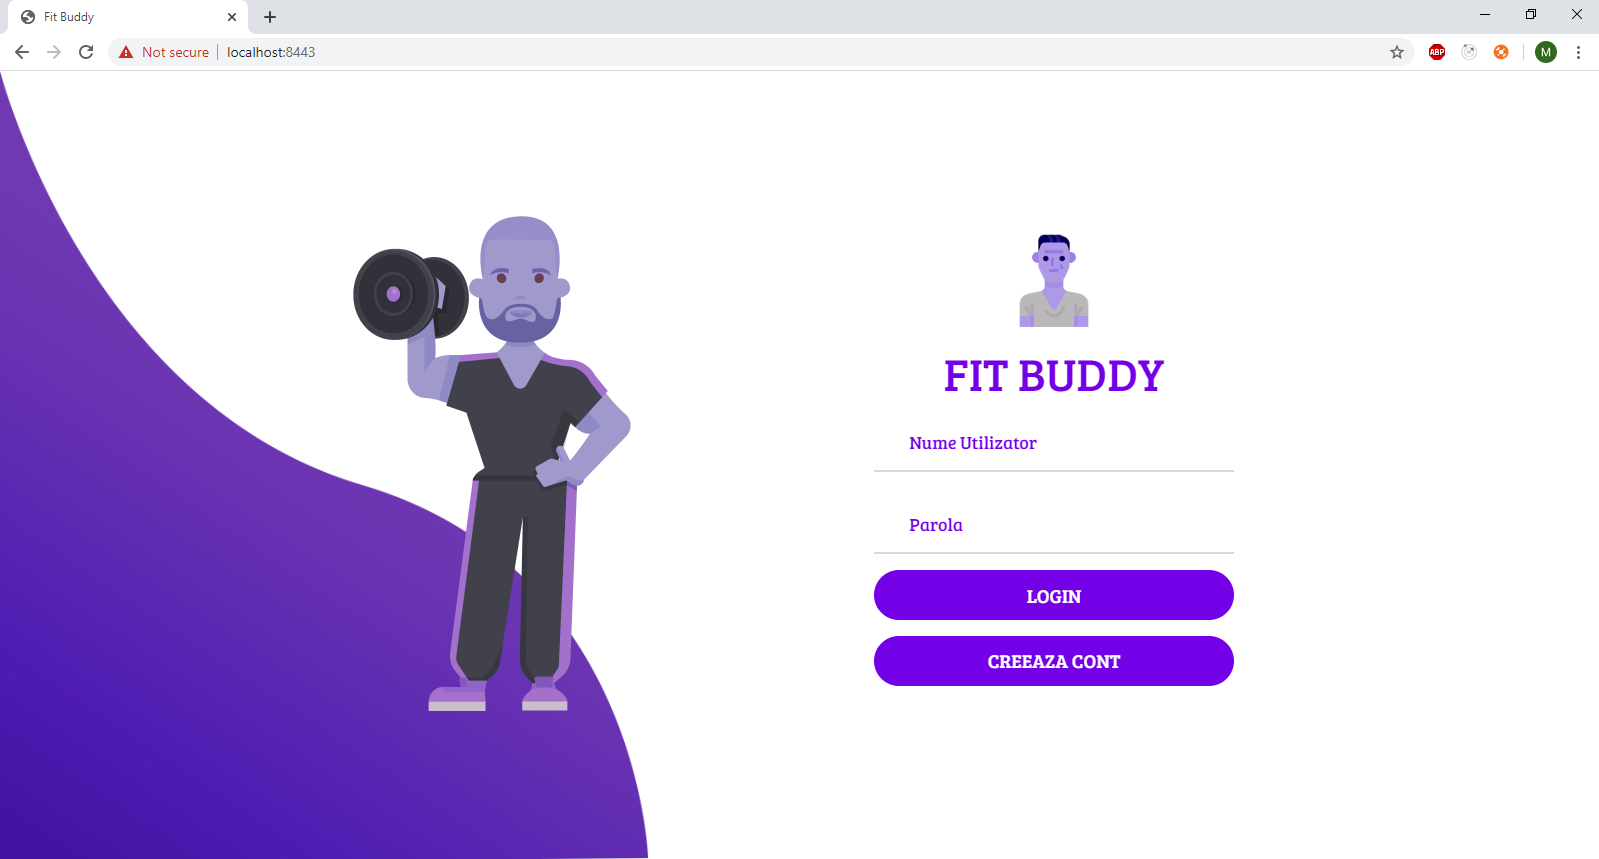 Fit Buddy
Not secure
localhost:8443
ABP
M
FIT BUDDY
Nume Utilizator
Parola
LOGIN
CREEAZA CONT